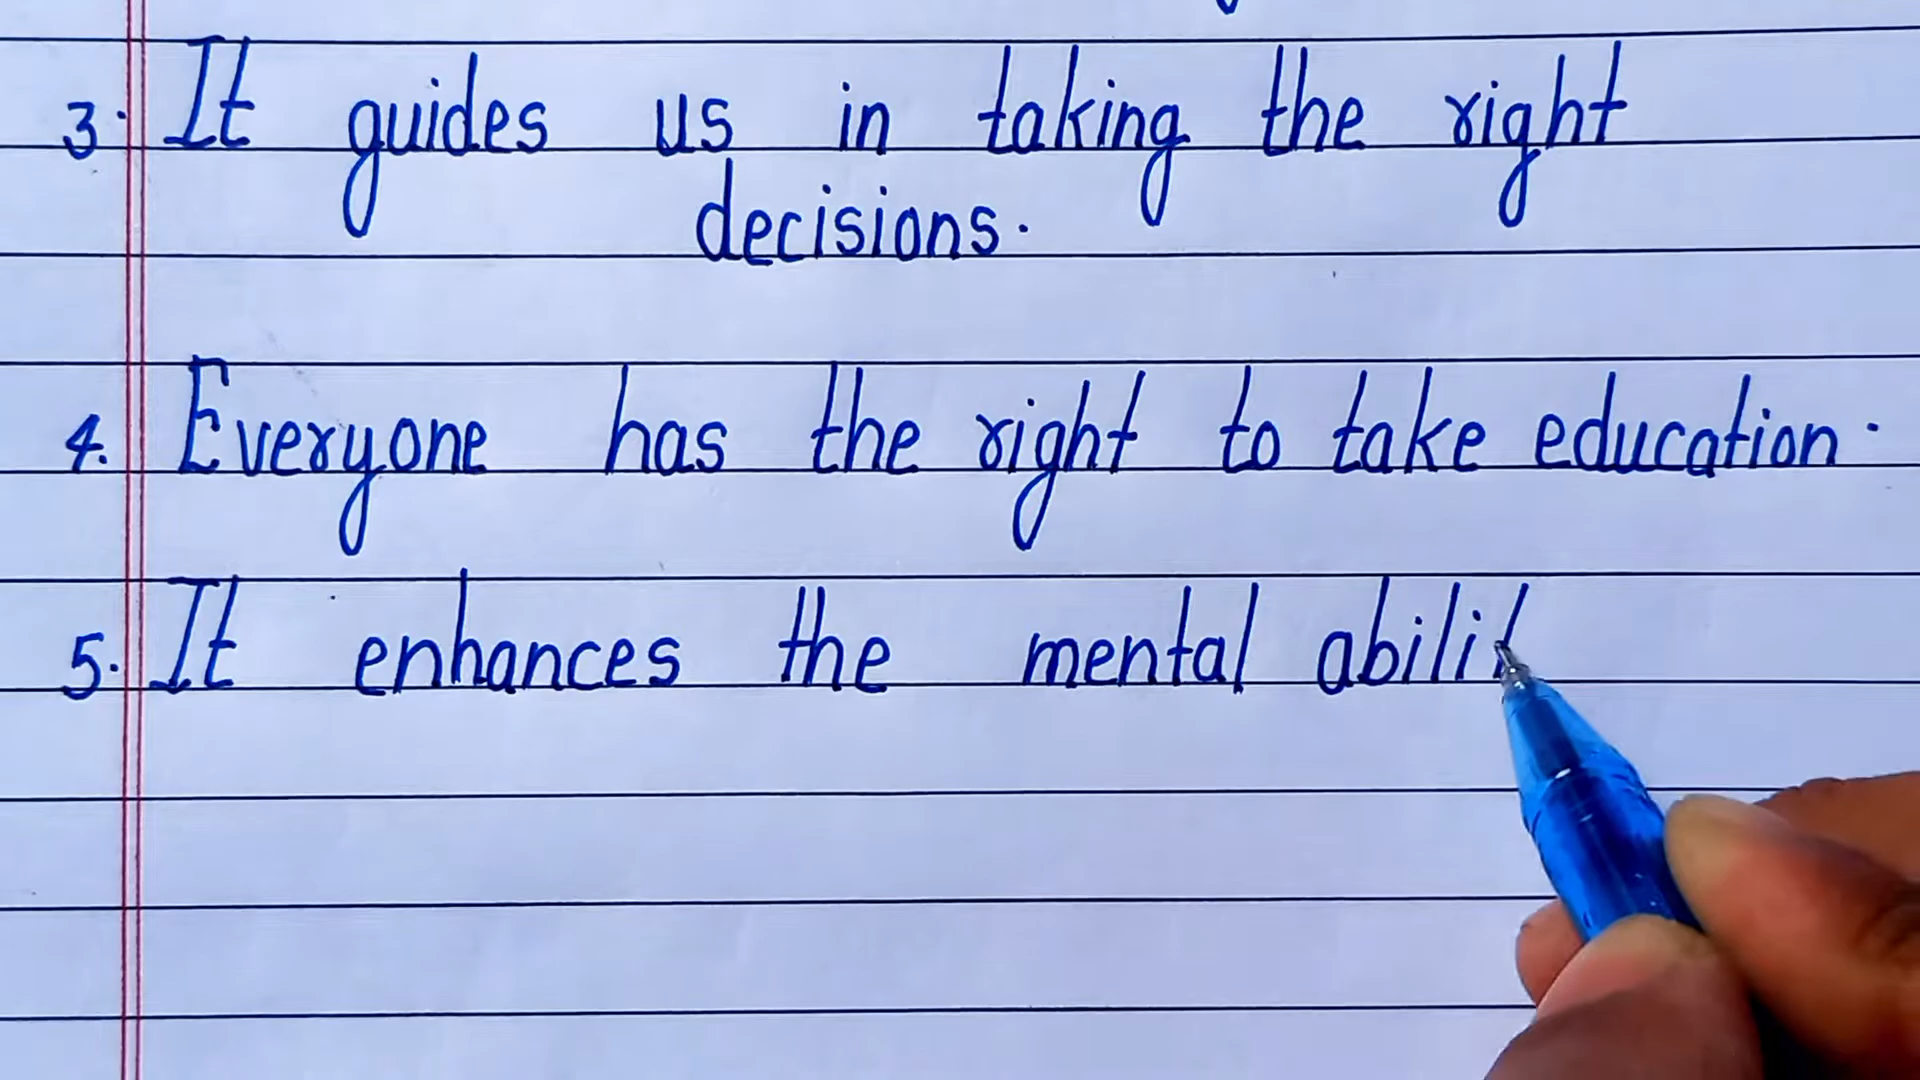 3. It guides us in taking the right
decisions.
4. Everyone has the right to take education.
5. It enhances the mental abilit